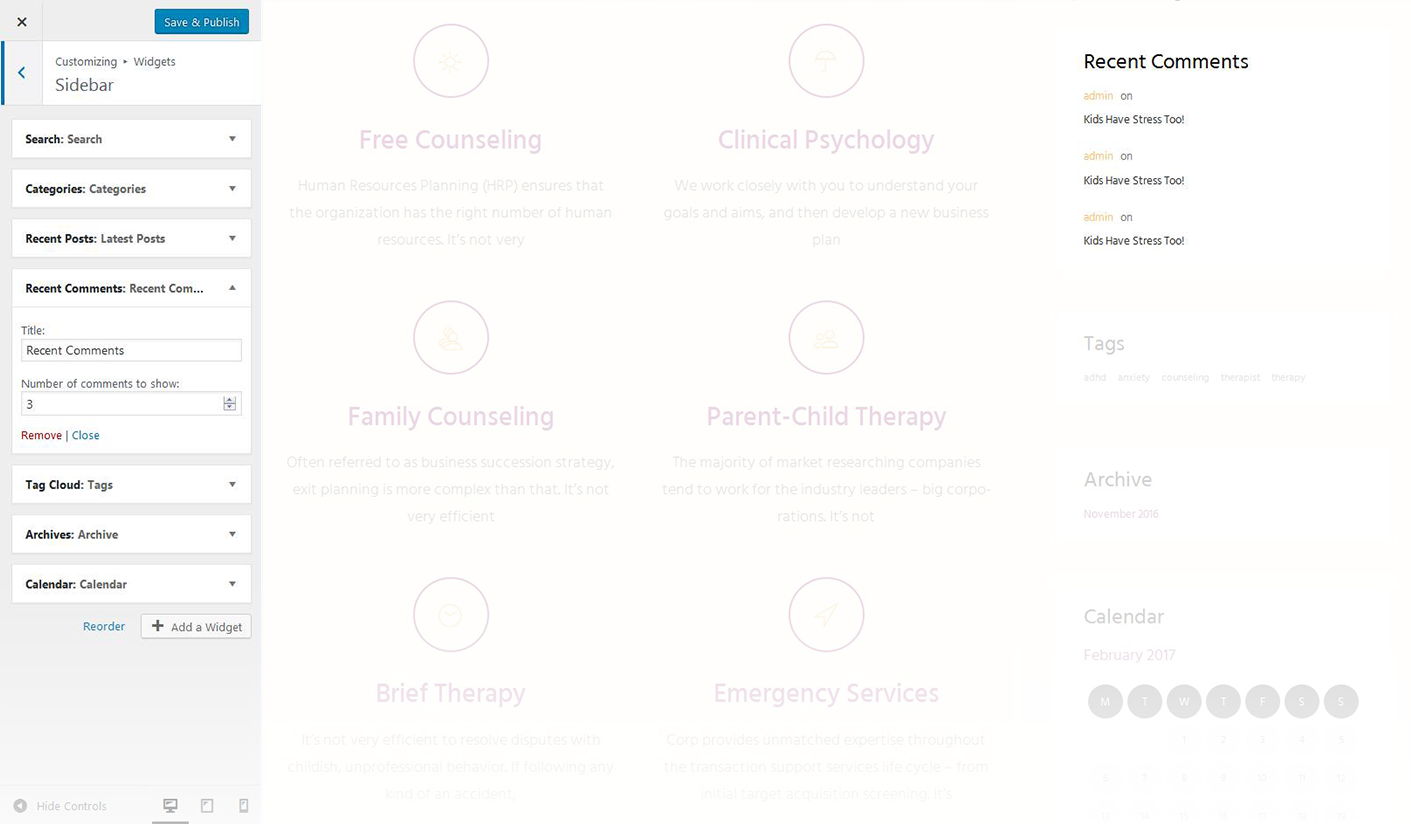 Save & Publish
Customizing ▸ Widgets
Sidebar
Search: Search
Categories: Categories
Recent Posts: Latest Posts
Recent Comments: Recent Com...
Title:
Recent Comments
Number of comments to show:
3
Remove | Close
Tag Cloud: Tags
Archives: Archive
Calendar: Calendar
Reorder
Add a Widget
Hide Controls
Free Counseling
Human Resources Planning (HRP) ensures that
the organization has the right number of human
resources. It's not very
Clinical Psychology
We work closely with you to understand your
goals and aims, and then develop a new business
plan
Family Counseling
Often referred to as business succession strategy,
exit planning is more complex than that. It's not
very efficient
Parent-Child Therapy
The majority of market researching companies
tend to work for the industry leaders – big corpo-
rations. It's not
Brief Therapy
It's not very efficient to resolve disputes with
childish, unprofessional behavior. If following any
kind of an accident,
Emergency Services
Corp provides unmatched expertise throughout
the transaction support services life cycle – from
initial target acquisition screening. It's
Recent Comments
admin on
Kids Have Stress Too!
admin on
Kids Have Stress Too!
admin on
Kids Have Stress Too!
Tags
adhd anxiety counseling therapist therapy
Archive
November 2016
Calendar
February 2017
M T W T F S S
1 2 3 4 5
6 7 8 9 10 11 12
13 14